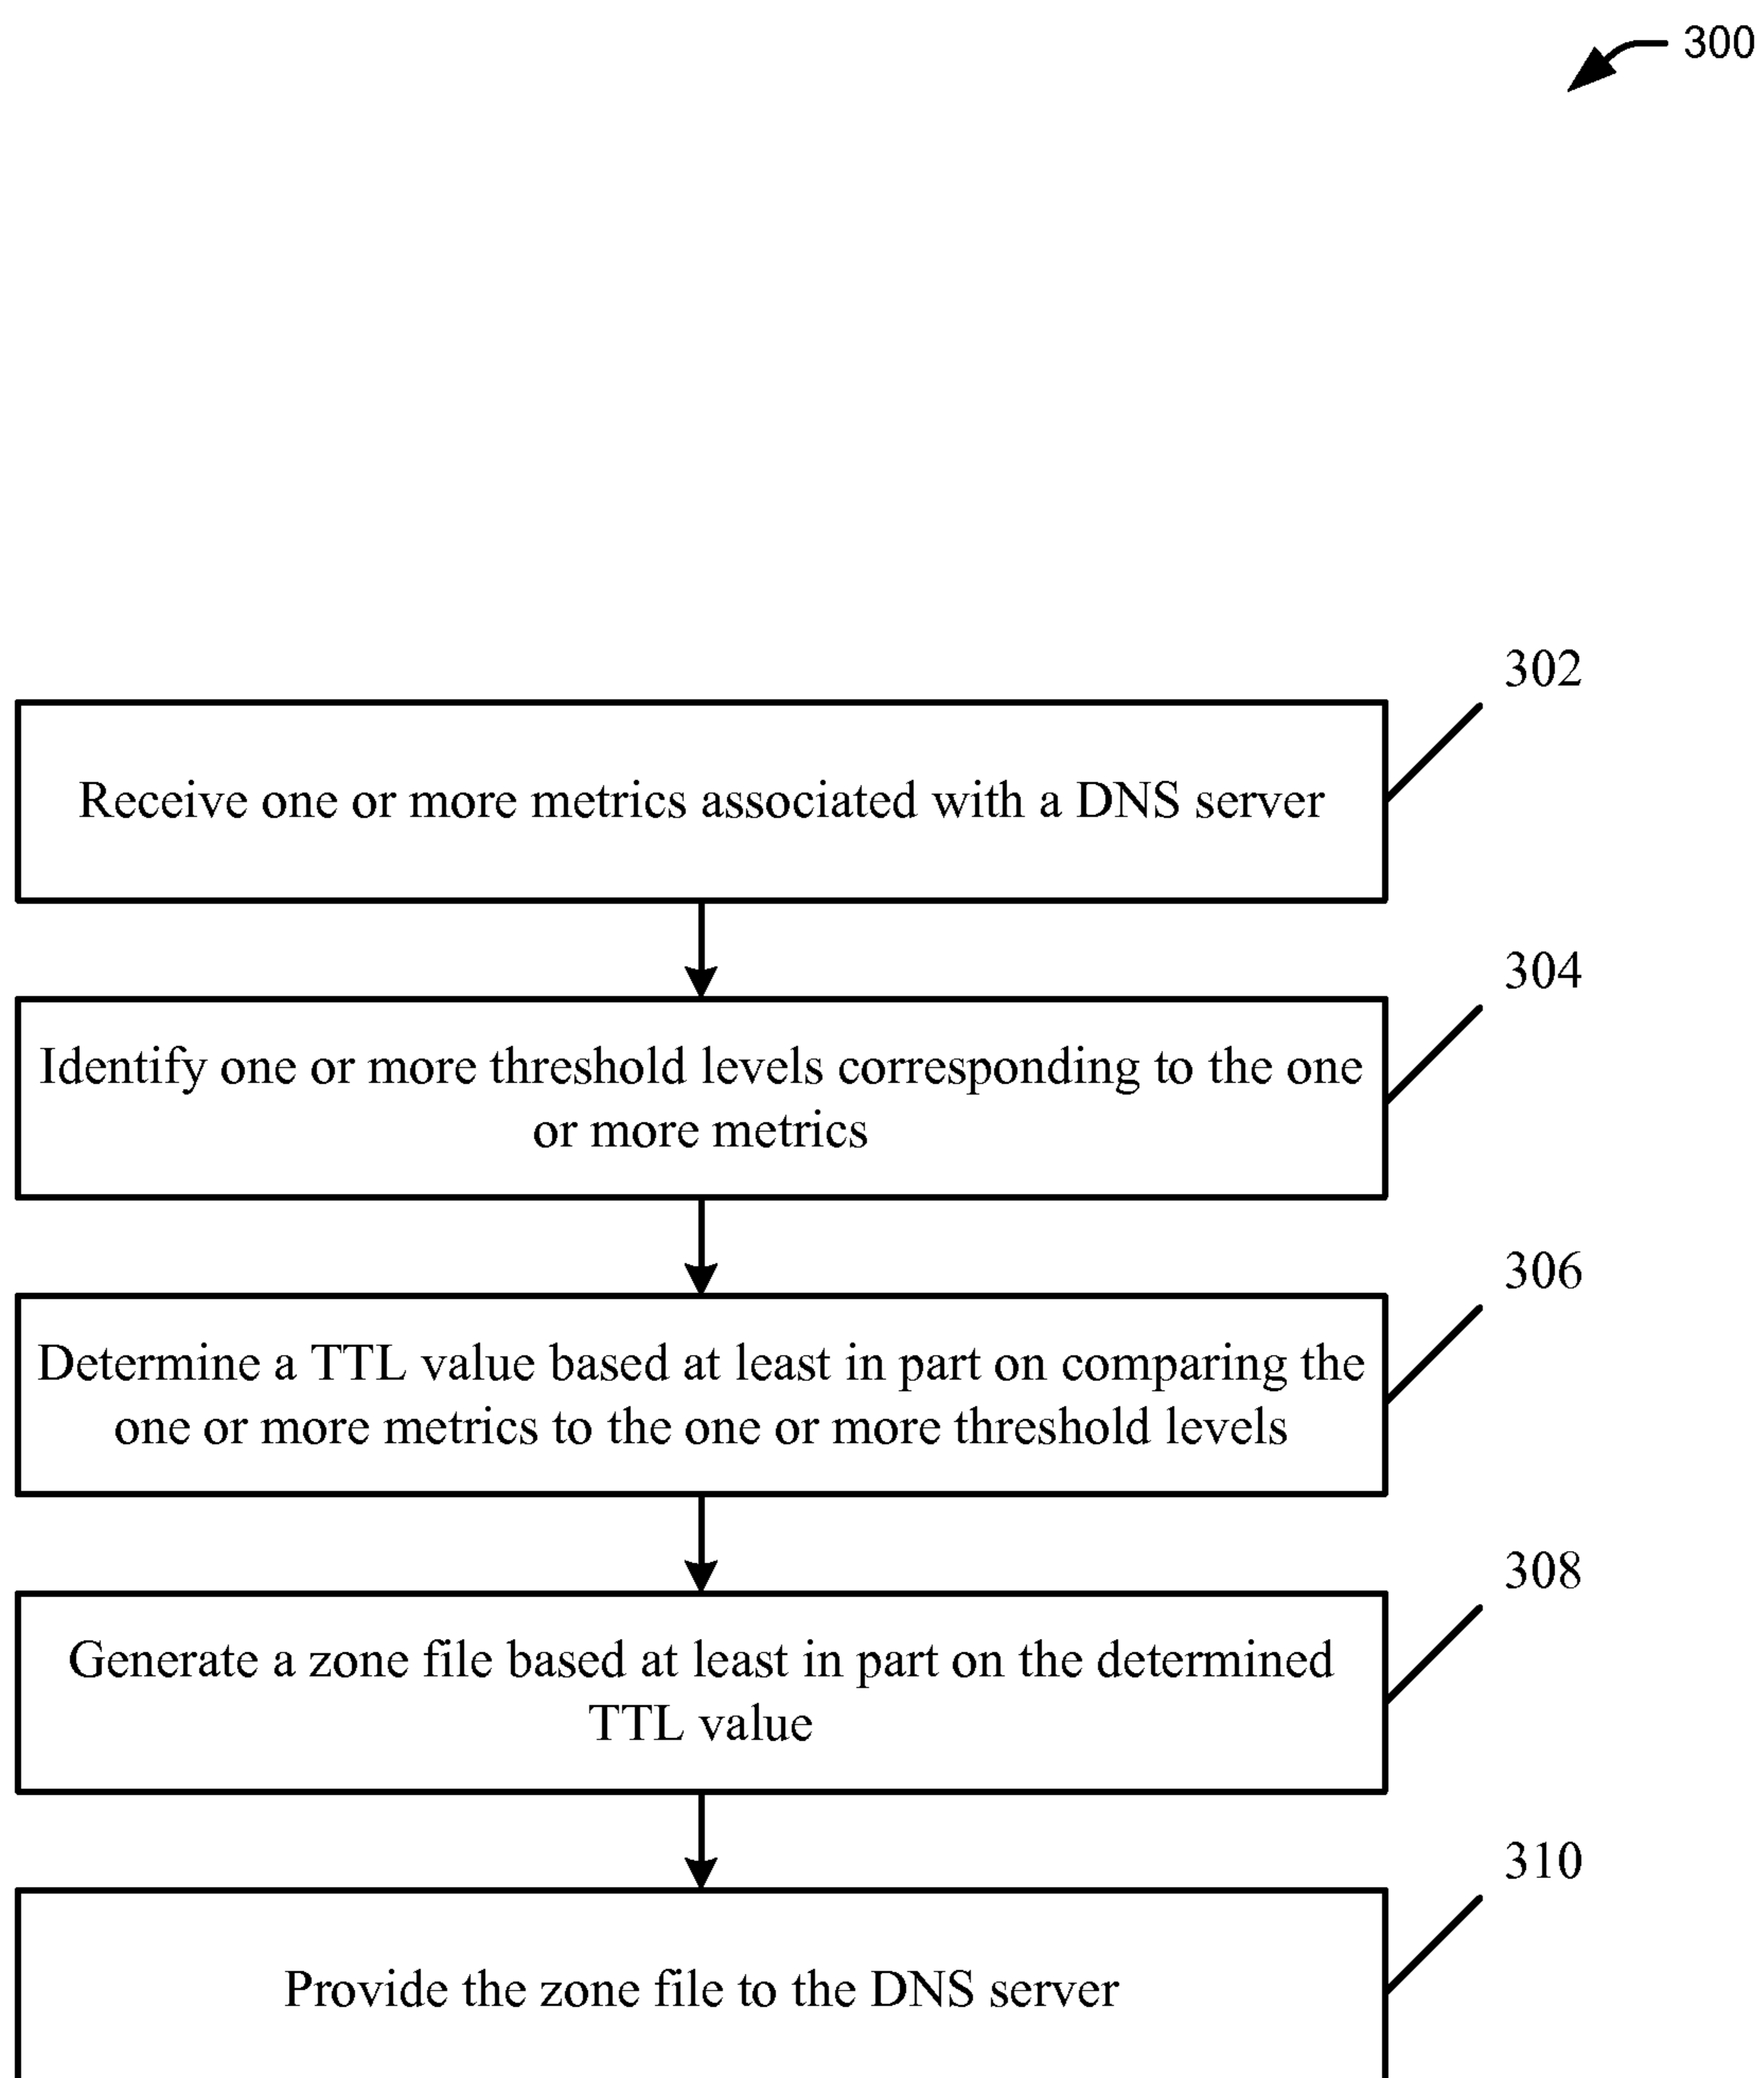 300
302
Receive one or more metrics associated with a DNS server
304
Identify one or more threshold levels corresponding to the one
or more metrics
306
Determine a TTL value based at least in part on comparing the
one or more metrics to the one or more threshold levels
308
Generate a zone file based at least in part on the determined
TTL value
310
Provide the zone file to the DNS server